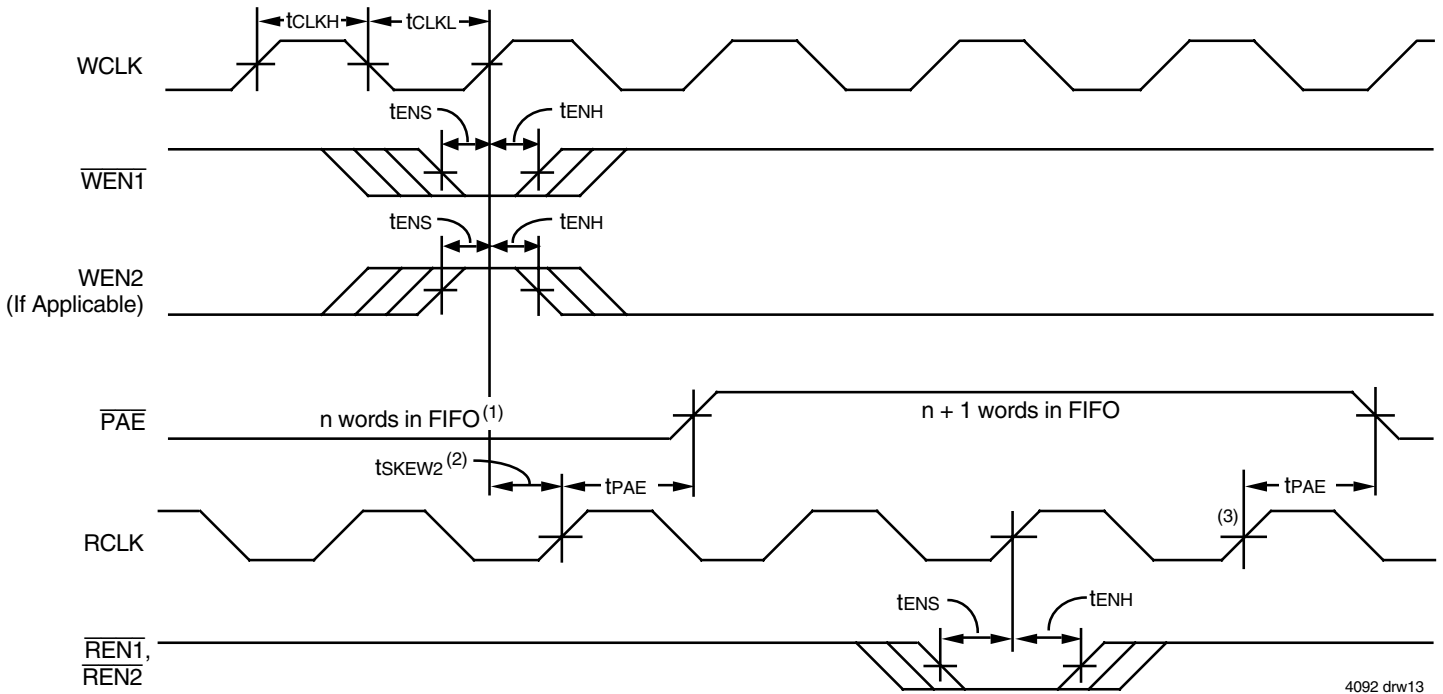 tCLKH tCLKL
WCLK
tENS tENH
WEN1
tENS tENH
WEN2
(If Applicable)
PAE
n words in FIFO(1)
n + 1 words in FIFO
tSKEW2(2)
tPAE
tPAE
RCLK
(3)
tENS tENH
REN1,
REN2
4092 drw13